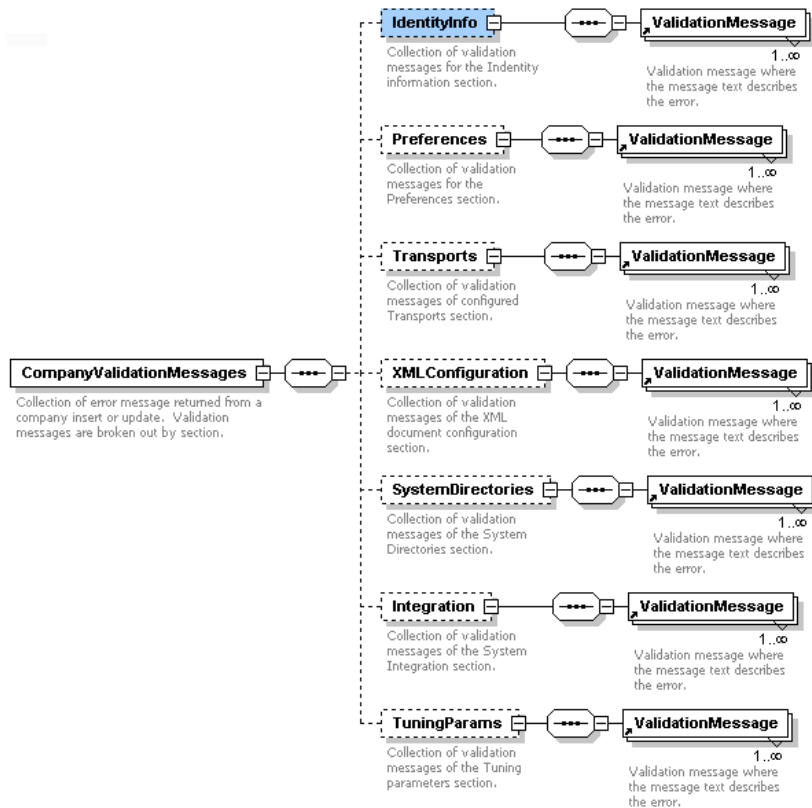 IdentityInfo
ValidationMessage
1..∞
Collection of validation
messages for the Indentity
information section.
Validation message where
the message text describes
the error.
Preferences
ValidationMessage
1..∞
Collection of validation
messages for the
Preferences section.
Validation message where
the message text describes
the error.
Transports
ValidationMessage
1..∞
Collection of validation
messages of configured
Transports section.
Validation message where
the message text describes
the error.
CompanyValidationMessages
Collection of error message returned from a
company insert or update.  Validation
messages are broken out by section.
XMLConfiguration
ValidationMessage
1..∞
Collection of validation
messages of the XML
document configuration
section.
Validation message where
the message text describes
the error.
SystemDirectories
ValidationMessage
1..∞
Collection of validation
messages of the System
Directories section.
Validation message where
the message text describes
the error.
Integration
ValidationMessage
1..∞
Collection of validation
messages of the System
Integration section.
Validation message where
the message text describes
the error.
TuningParams
ValidationMessage
1..∞
Collection of validation
messages of the Tuning
parameters section.
Validation message where
the message text describes
the error.